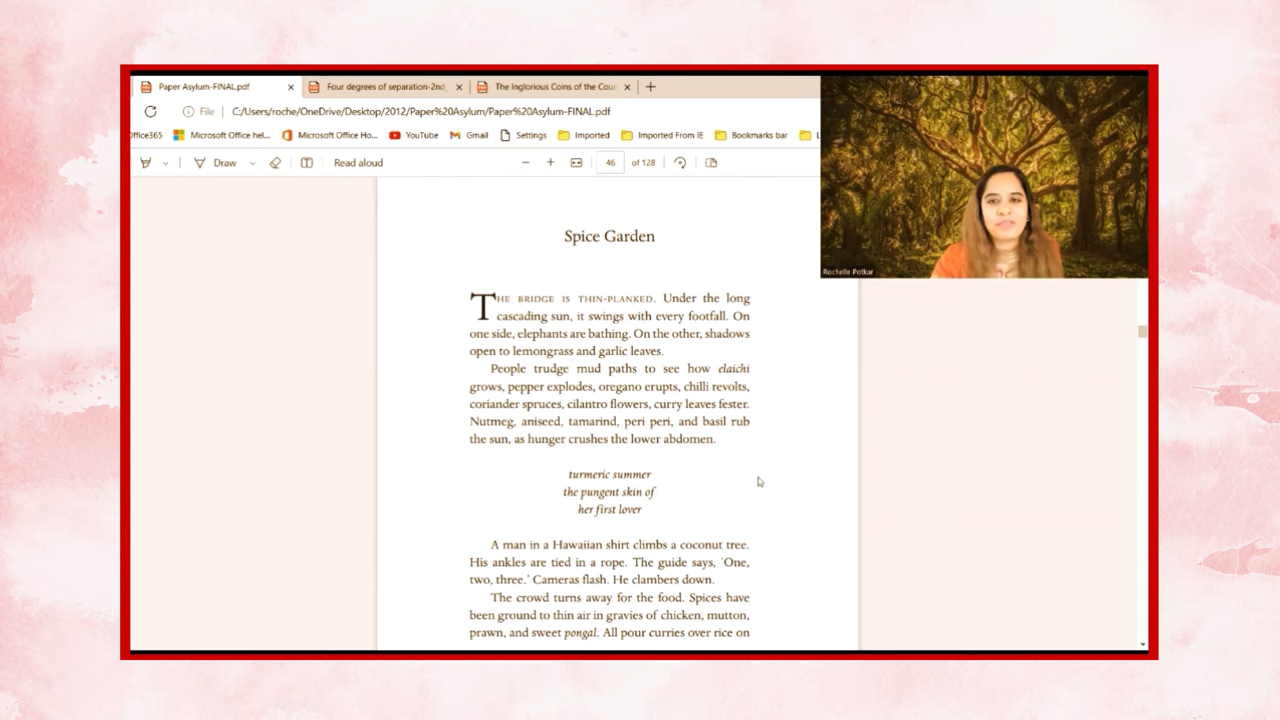 Paper Asylum-FINAL.pdf
Four degrees of separation-2nd
The Inglorious Coins of the Coun
File
C:/Users/roche/OneDrive/Desktop/2012/Paper%20Asylum/Paper%20Asylum-FINAL.pdf
Office365
Microsoft Office hel...
Microsoft Office Ho...
YouTube
Gmail
Settings
Imported
Imported From IE
Bookmarks bar
L
Draw
Read aloud
46
of 128
Rochelle Potkar
Spice Garden
THE BRIDGE IS THIN-PLANKED. Under the long
cascading sun, it swings with every footfall. On
one side, elephants are bathing. On the other, shadows
open to lemongrass and garlic leaves.
People trudge mud paths to see how elaichi
grows, pepper explodes, oregano erupts, chilli revolts,
coriander spruces, cilantro flowers, curry leaves fester.
Nutmeg, aniseed, tamarind, peri peri, and basil rub
the sun, as hunger crushes the lower abdomen.
turmeric summer
the pungent skin of
her first lover
A man in a Hawaiian shirt climbs a coconut tree.
His ankles are tied in a rope. The guide says, 'One,
two, three.' Cameras flash. He clambers down.
The crowd turns away for the food. Spices have
been ground to thin air in gravies of chicken, mutton,
prawn, and sweet pongal. All pour curries over rice on